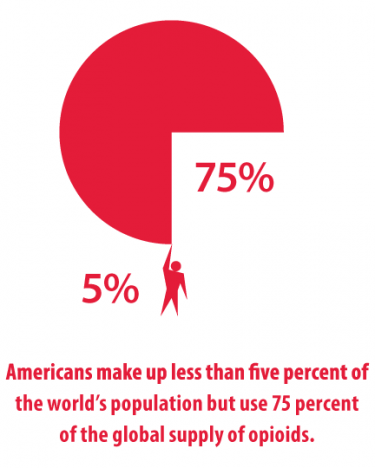 75%
5%
Americans make up less than five percent of
the world's population but use 75 percent
of the global supply of opioids.